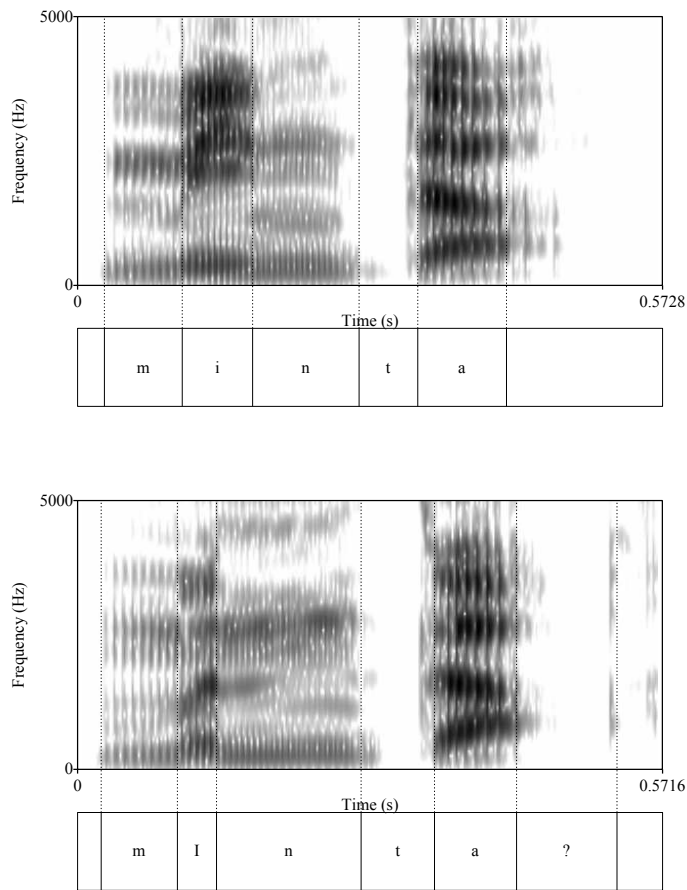 5000
Frequency (Hz)
0
0
0.5728
Time (s)
m i n t a
5000
Frequency (Hz)
0
0
0.5716
Time (s)
m I n t a ?